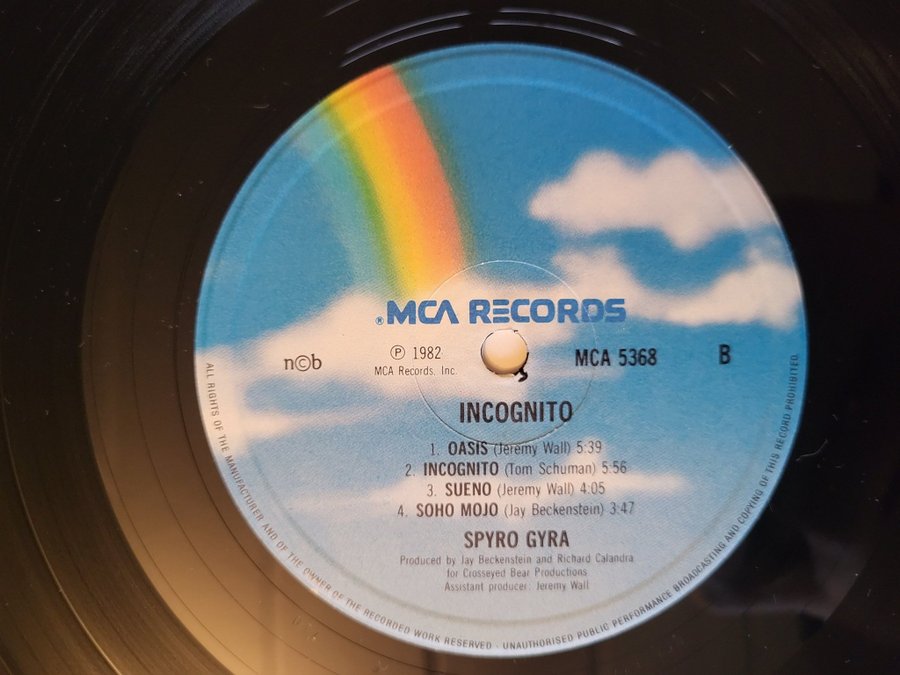 ® MCA RECORDS
n©b
℗ 1982
MCA Records, Inc.
MCA 5368
B
INCOGNITO
1. OASIS (Jeremy Wall) 5:39
2. INCOGNITO (Tom Schuman) 5:56
3. SUENO (Jeremy Wall) 4:05
4. SOHO MOJO (Jay Beckenstein) 3:47
SPYRO GYRA
Produced by Jay Beckenstein and Richard Calandra
for Crosseyed Bear Productions
Assistant producer: Jeremy Wall
ALL RIGHTS OF THE MANUFACTURER AND OF THE OWNER OF THE RECORDED WORK RESERVED · UNAUTHORISED PUBLIC PERFORMANCE BROADCASTING AND COPYING OF THIS RECORD PROHIBITED